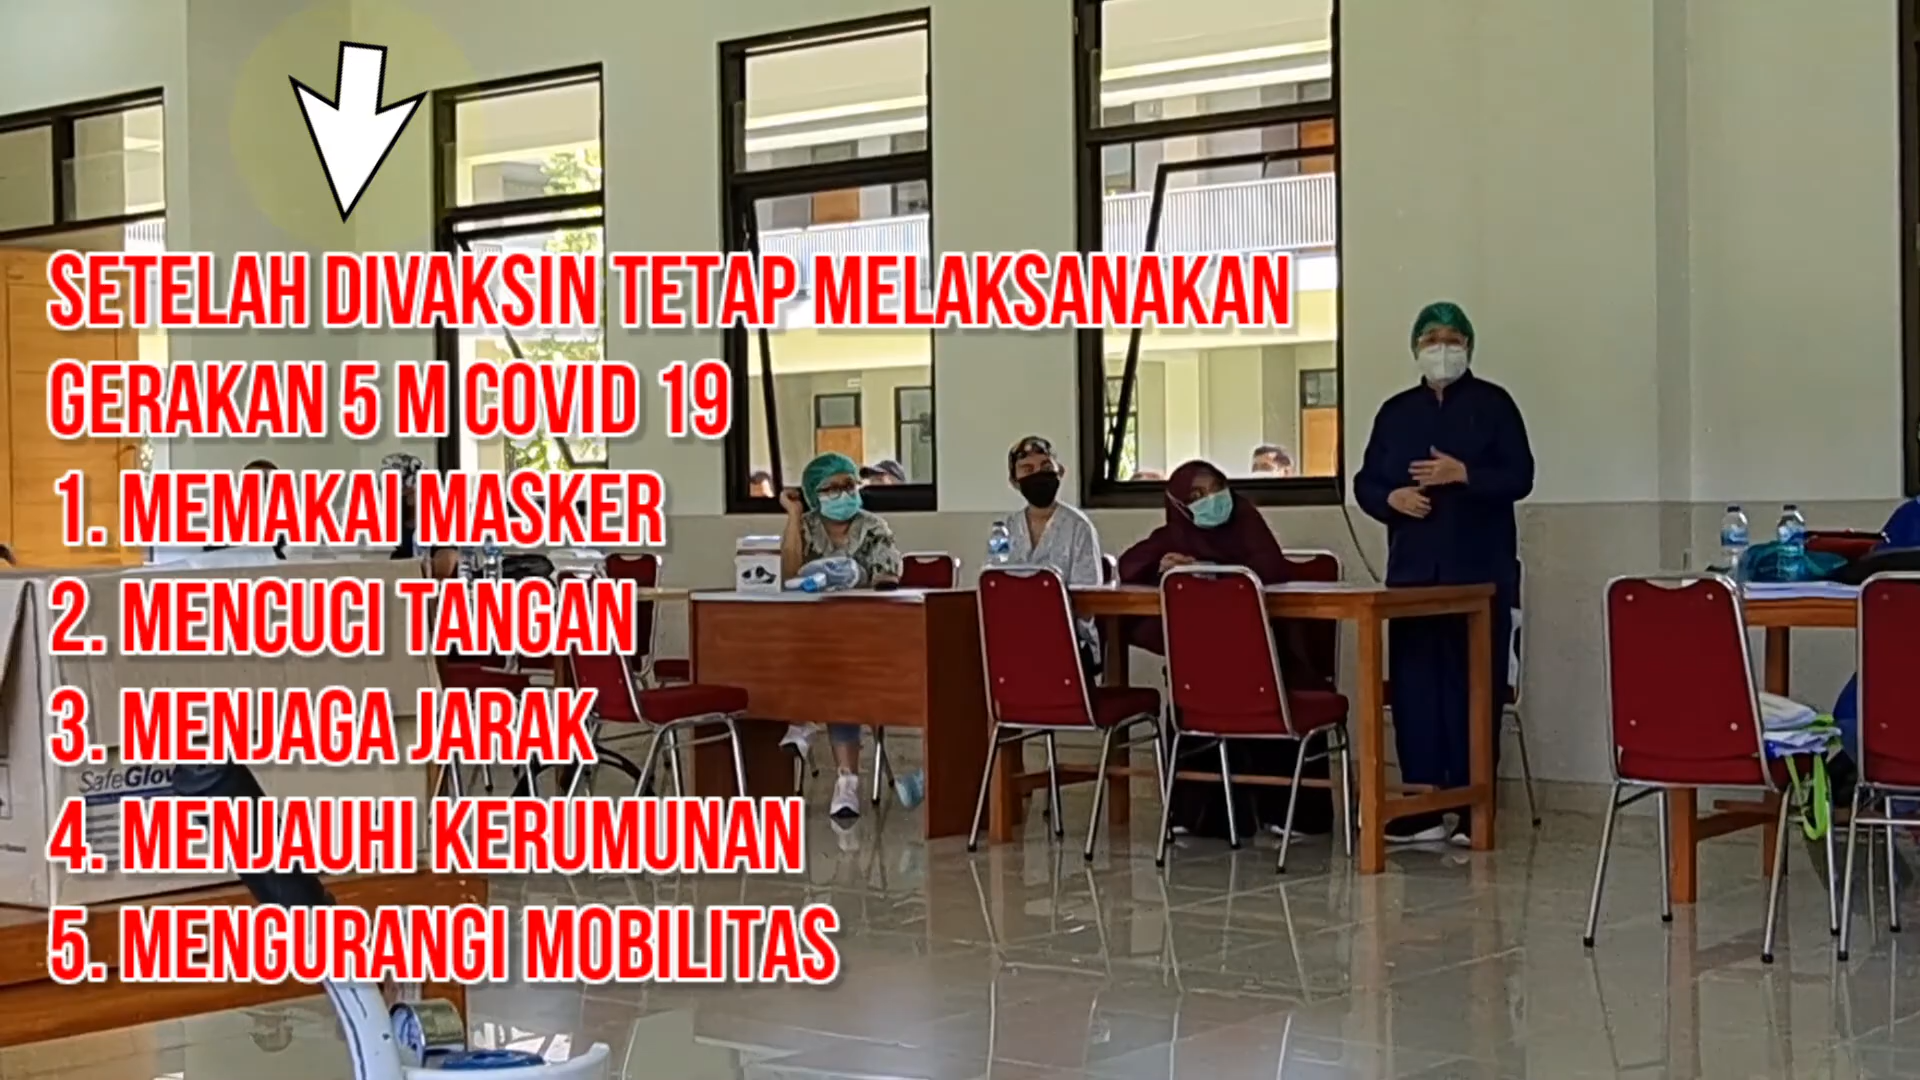 SETELAH DIVAKSIN TETAP MELAKSANAKAN
GERAKAN 5 M COVID 19
1. MEMAKAI MASKER
2. MENCUCI TANGAN
3. MENJAGA JARAK
4. MENJAUHI KERUMUNAN
5. MENGURANGI MOBILITAS